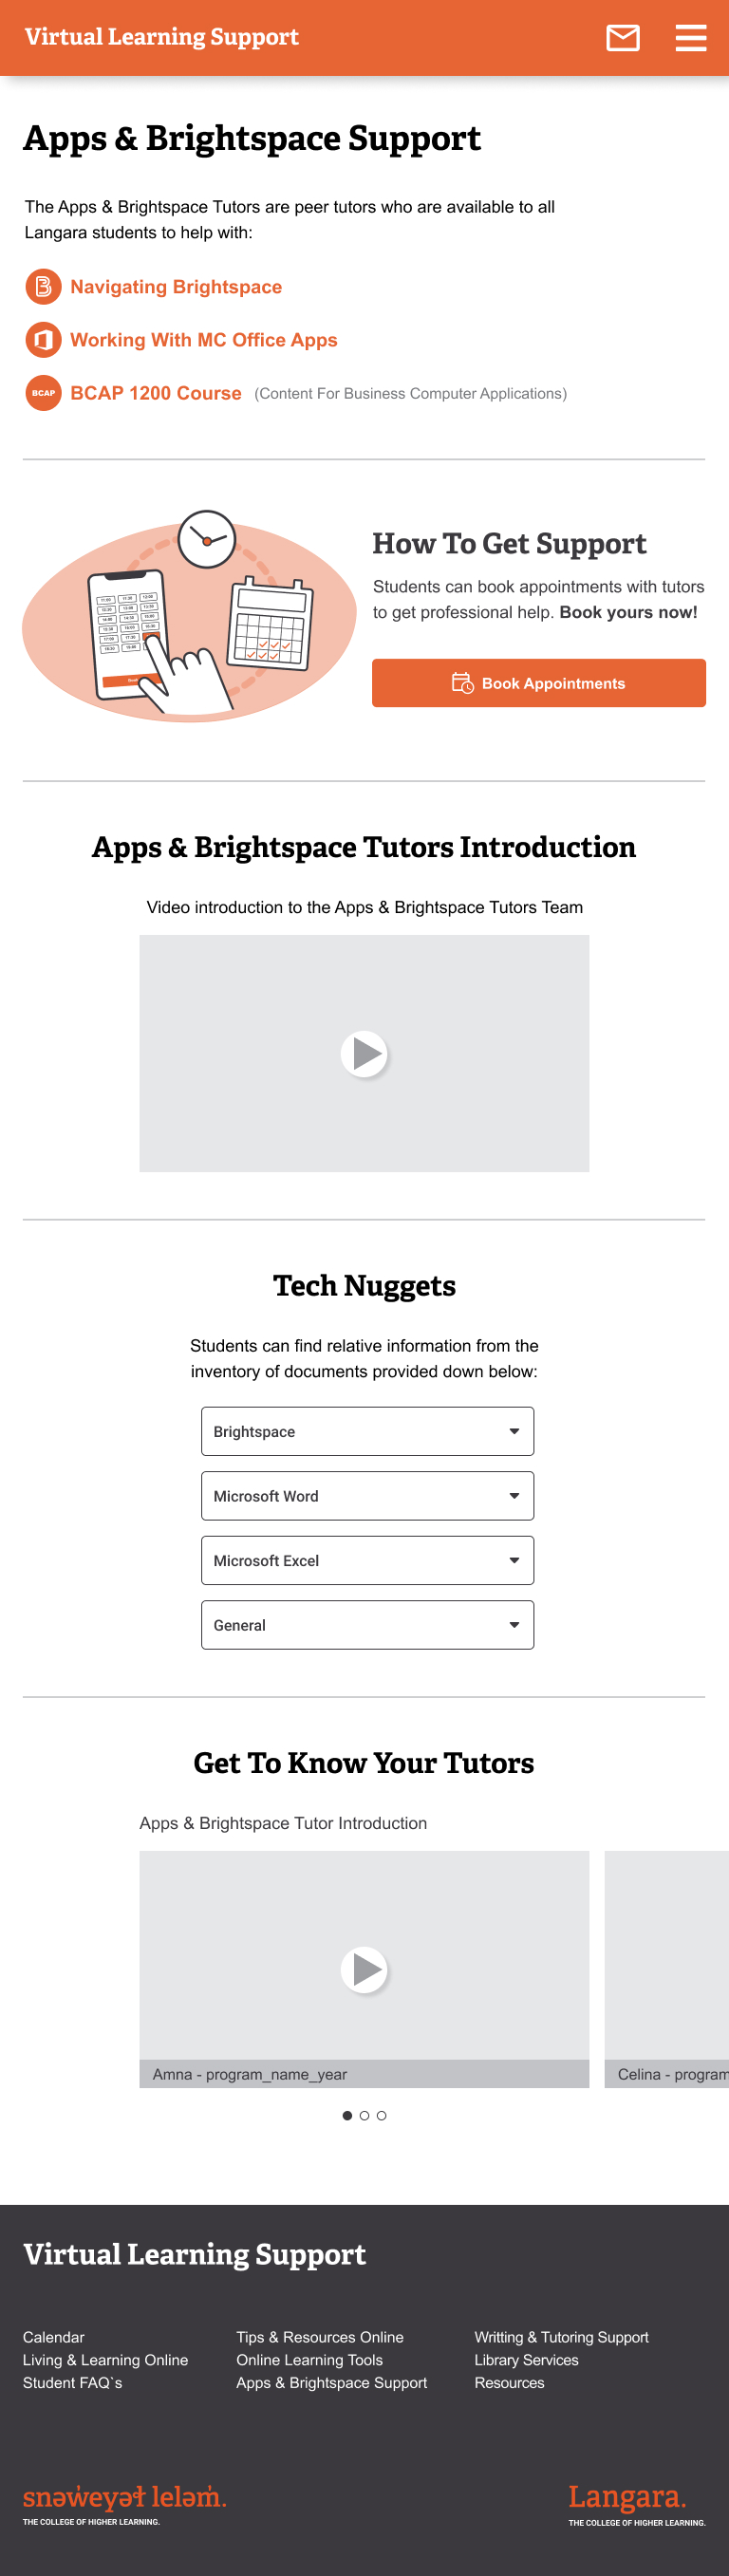 Virtual Learning Support
Apps & Brightspace Support
The Apps & Brightspace Tutors are peer tutors who are available to all
Langara students to help with:
Navigating Brightspace
Working With MC Office Apps
BCAP
BCAP 1200 Course (Content For Business Computer Applications)
How To Get Support
Students can book appointments with tutors
to get professional help. Book yours now!
Book Appointments
Apps & Brightspace Tutors Introduction
Video introduction to the Apps & Brightspace Tutors Team
Tech Nuggets
Students can find relative information from the
inventory of documents provided down below:
Brightspace
Microsoft Word
Microsoft Excel
General
Get To Know Your Tutors
Apps & Brightspace Tutor Introduction
Amna - program_name_year
Celina - program
Virtual Learning Support
Calendar
Living & Learning Online
Student FAQ`s
Tips & Resources Online
Online Learning Tools
Apps & Brightspace Support
Writting & Tutoring Support
Library Services
Resources
snəw̓eyəɬ leləm̓.
THE COLLEGE OF HIGHER LEARNING.
Langara.
THE COLLEGE OF HIGHER LEARNING.